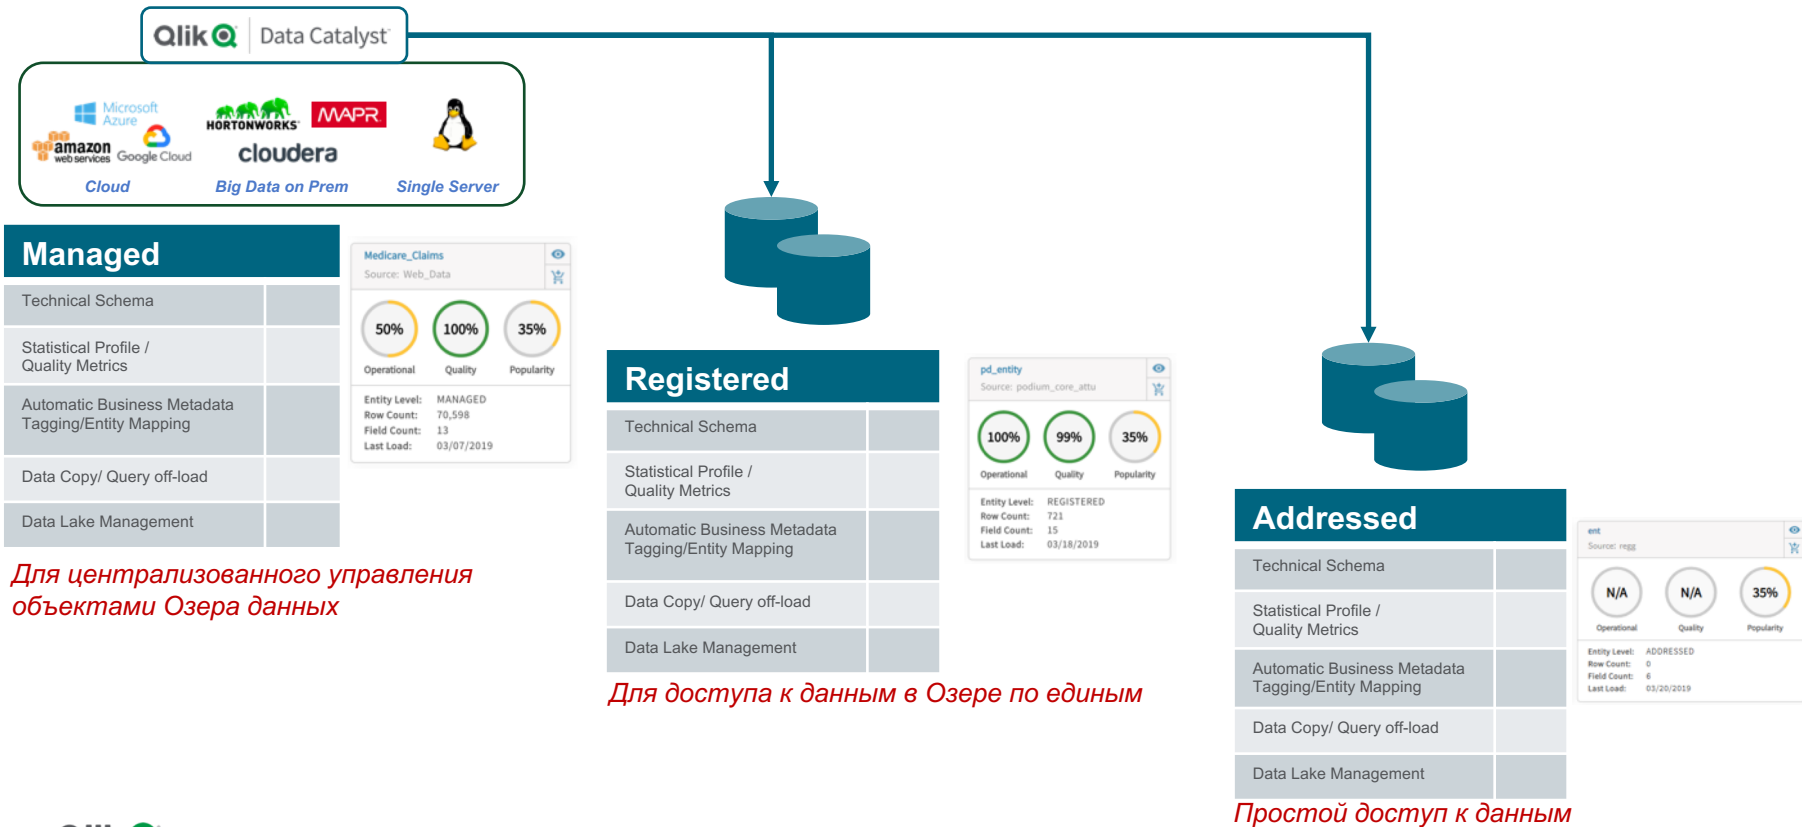 Qlik Data Catalyst
Microsoft
Azure
amazon
web services
Google Cloud
HORTONWORKS
MAPR
cloudera
Cloud
Big Data on Prem
Single Server
Managed
Technical Schema
Statistical Profile /
Quality Metrics
Automatic Business Metadata
Tagging/Entity Mapping
Data Copy/ Query off-load
Data Lake Management
Medicare_Claims
Source: Web_Data
50%
100%
35%
Operational
Quality
Popularity
Entity Level: MANAGED
Row Count: 70,598
Field Count: 13
Last Load: 03/07/2019
Для централизованного управления
объектами Озера данных
Registered
Technical Schema
Statistical Profile /
Quality Metrics
Automatic Business Metadata
Tagging/Entity Mapping
Data Copy/ Query off-load
Data Lake Management
pd_entity
Source: podium_core_attu
100%
99%
35%
Operational
Quality
Popularity
Entity Level: REGISTERED
Row Count: 721
Field Count: 15
Last Load: 03/18/2019
Для доступа к данным в Озере по единым
Addressed
Technical Schema
Statistical Profile /
Quality Metrics
Automatic Business Metadata
Tagging/Entity Mapping
Data Copy/ Query off-load
Data Lake Management
ent
Source: regg
N/A
N/A
35%
Operational
Quality
Popularity
Entity Level: ADDRESSED
Row Count: 0
Field Count: 6
Last Load: 03/20/2019
Простой доступ к данным